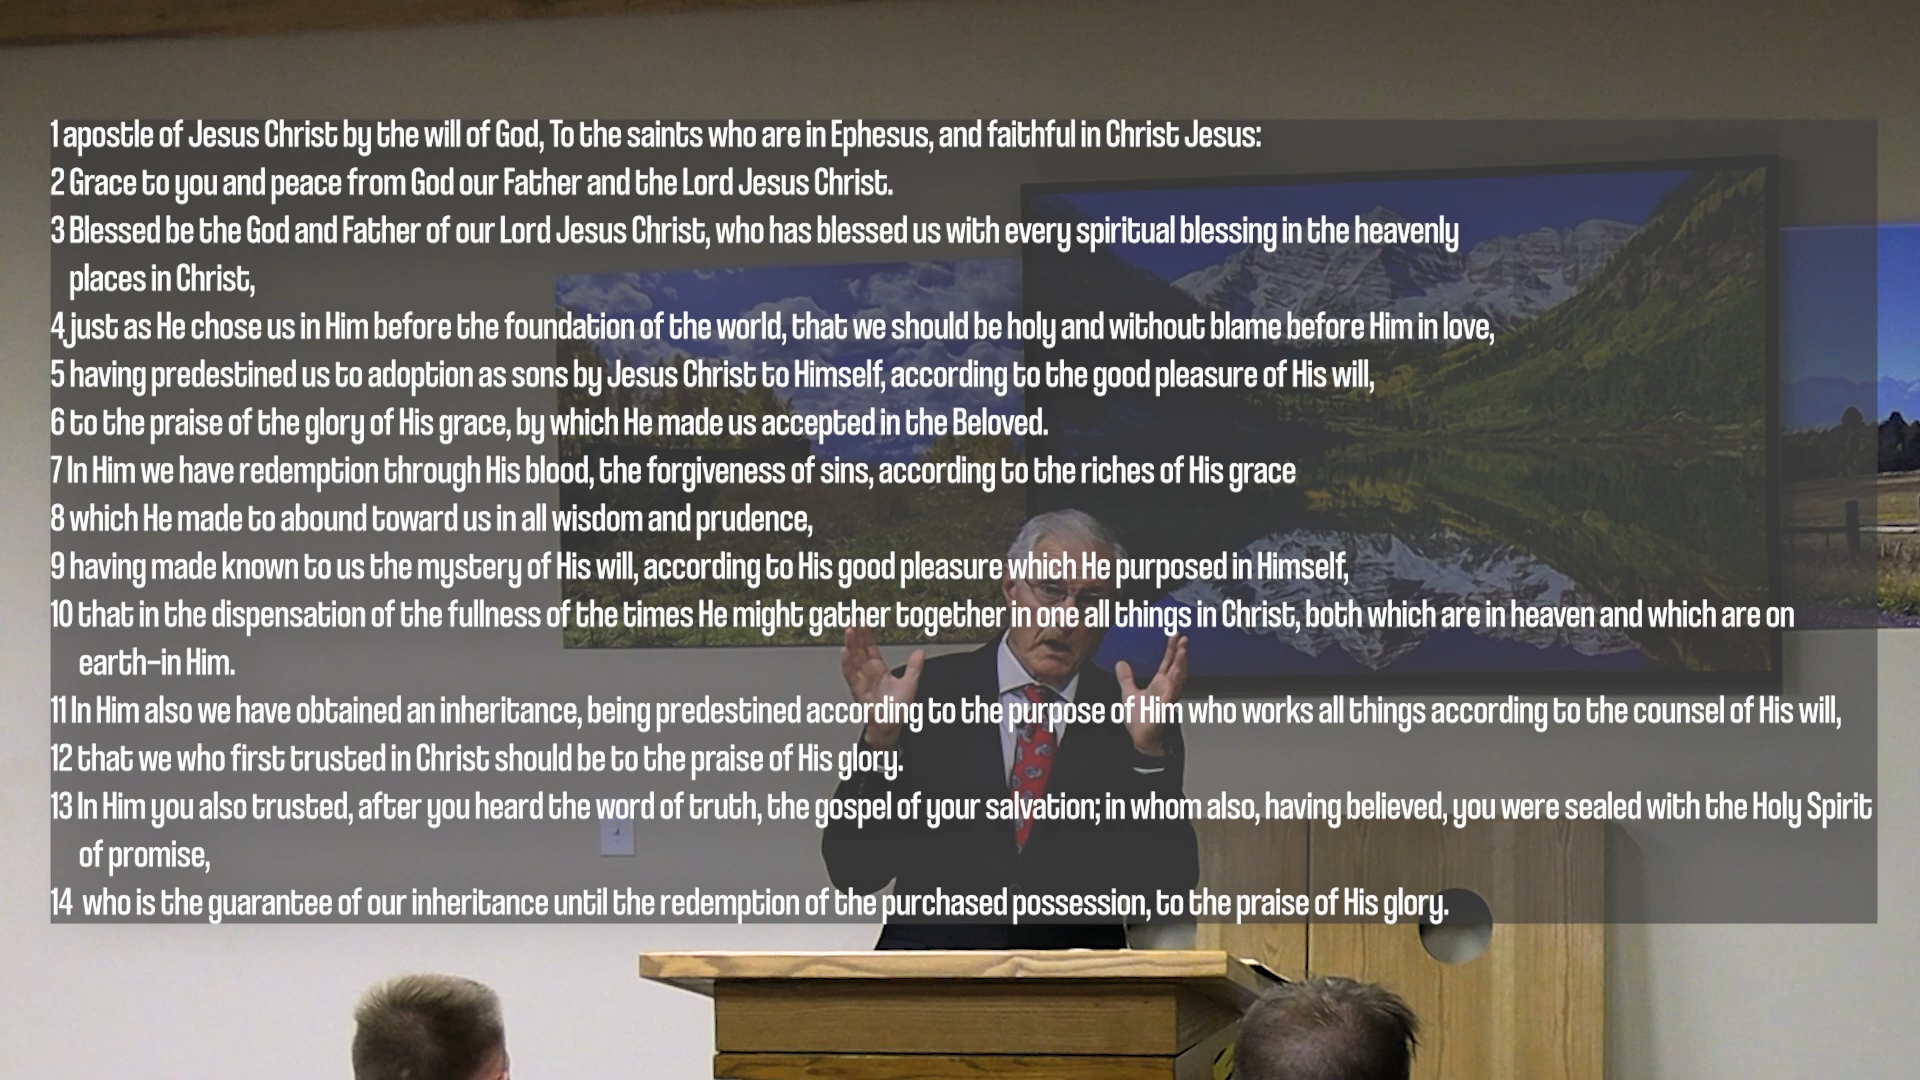 1 apostle of Jesus Christ by the will of God, To the saints who are in Ephesus, and faithful in Christ Jesus:
2 Grace to you and peace from God our Father and the Lord Jesus Christ.
3 Blessed be the God and Father of our Lord Jesus Christ, who has blessed us with every spiritual blessing in the heavenly
places in Christ,
4 just as He chose us in Him before the foundation of the world, that we should be holy and without blame before Him in love,
5 having predestined us to adoption as sons by Jesus Christ to Himself, according to the good pleasure of His will,
6 to the praise of the glory of His grace, by which He made us accepted in the Beloved.
7 In Him we have redemption through His blood, the forgiveness of sins, according to the riches of His grace
8 which He made to abound toward us in all wisdom and prudence,
9 having made known to us the mystery of His will, according to His good pleasure which He purposed in Himself,
10 that in the dispensation of the fullness of the times He might gather together in one all things in Christ, both which are in heaven and which are on
earth–in Him.
11 In Him also we have obtained an inheritance, being predestined according to the purpose of Him who works all things according to the counsel of His will,
12 that we who first trusted in Christ should be to the praise of His glory.
13 In Him you also trusted, after you heard the word of truth, the gospel of your salvation; in whom also, having believed, you were sealed with the Holy Spirit
of promise,
14 who is the guarantee of our inheritance until the redemption of the purchased possession, to the praise of His glory.